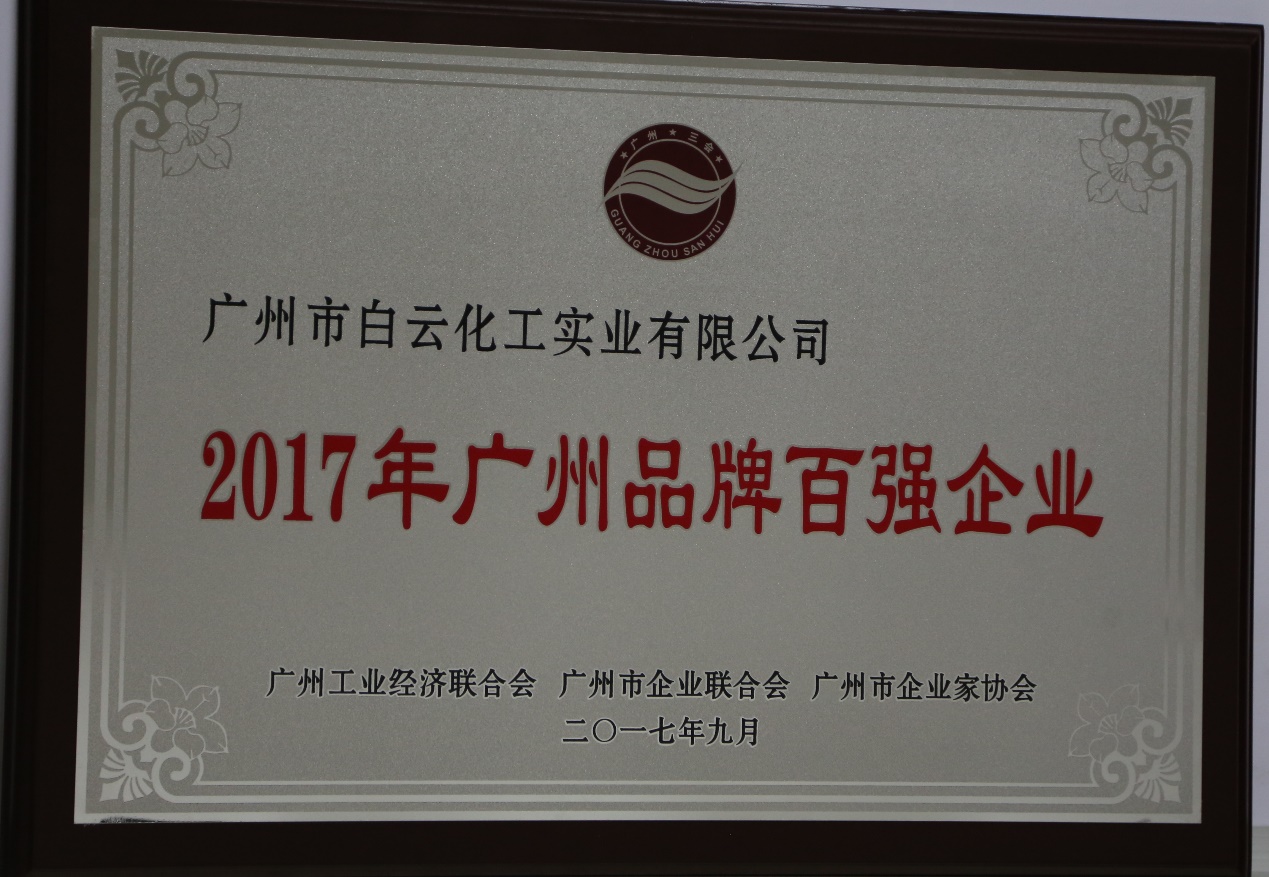 ★广州★三会★
GUANG ZHOU SAN HUI
广州市白云化工实业有限公司
2017年广州品牌百强企业
广州工业经济联合会 广州市企业联合会 广州市企业家协会
二〇一七年九月